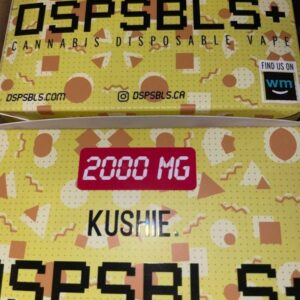 DSPSBLS+
CANNABIS DISPOSABLE VAPE
FIND US ON
wm
DSPSBLS.COM
DSPSBLS.CA
2000 MG
KUSHIE.
DSPSBLS+